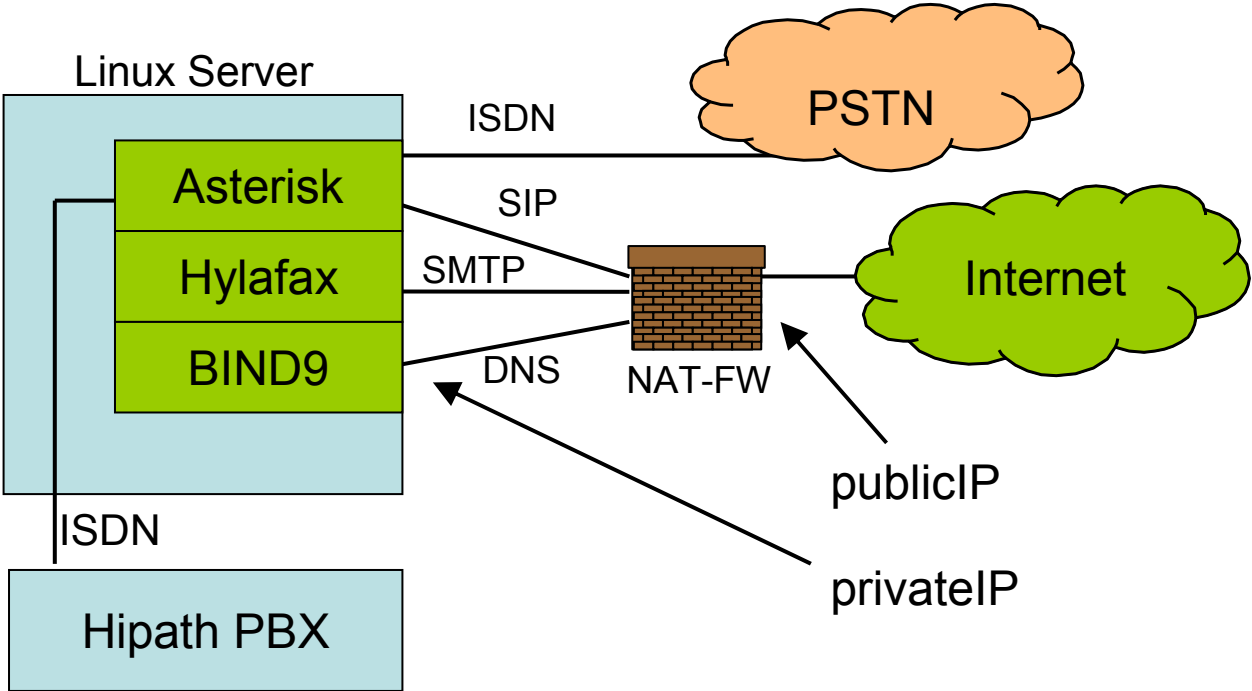 Linux Server
PSTN
ISDN
Asterisk
SIP
Hylafax
SMTP
Internet
BIND9
DNS
NAT-FW
publicIP
ISDN
privateIP
Hipath PBX